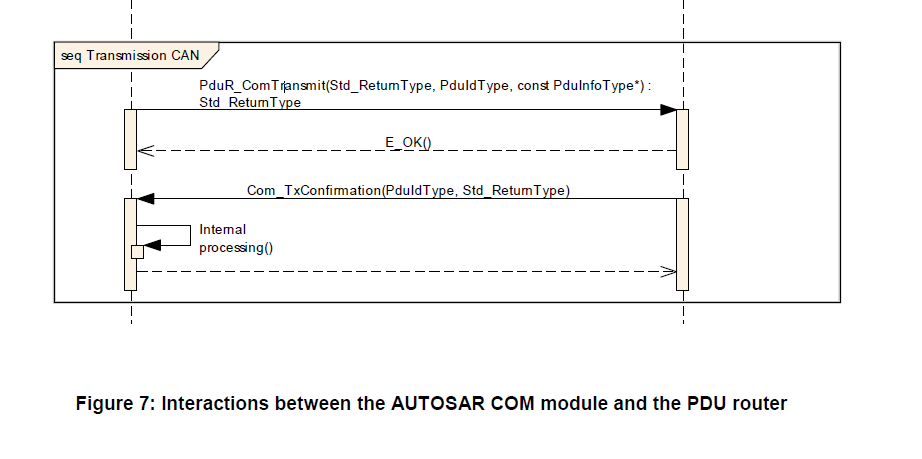 seq Transmission CAN
PduR_ComTransmit(Std_ReturnType, PduIdType, const PduInfoType*) :
Std_ReturnType
E_OK()
Com_TxConfirmation(PduIdType, Std_ReturnType)
Internal
processing()
Figure 7: Interactions between the AUTOSAR COM module and the PDU router